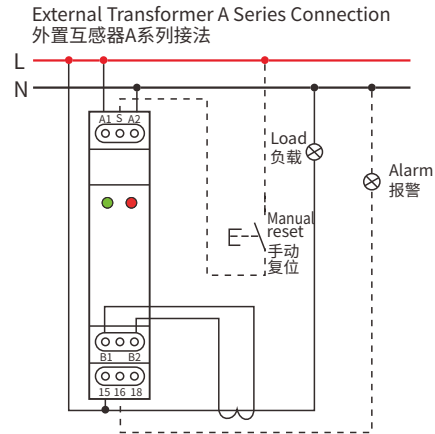 External Transformer A Series Connection
外置互感器A系列接法
L
N
A1 S A2
Load
负载
Alarm
报警
Manual
reset
手动
复位
B1 B2
15 16 18